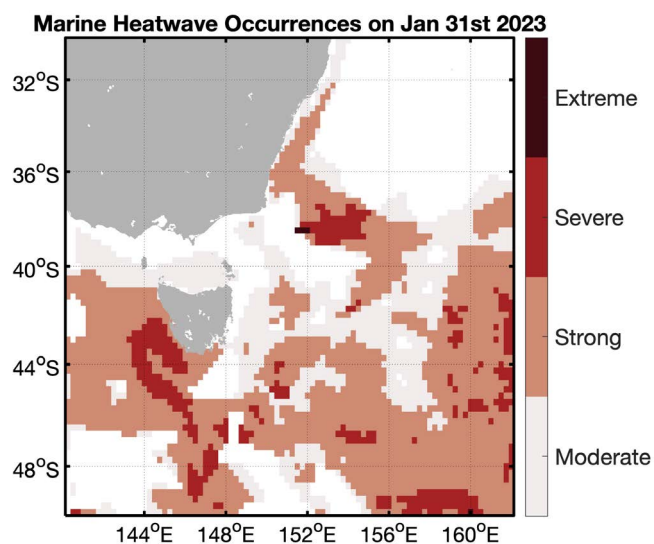 Marine Heatwave Occurrences on Jan 31st 2023
32°S
36°S
40°S
44°S
48°S
144°E
148°E
152°E
156°E
160°E
Extreme
Severe
Strong
Moderate